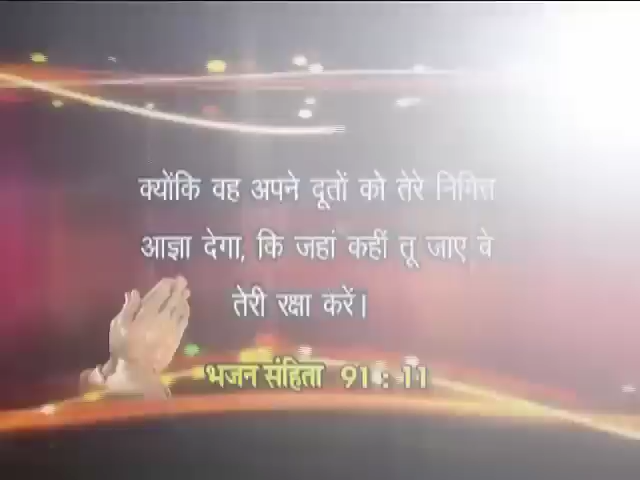 क्योंकि वह अपने दूतों को तेरे निमित्त
आज्ञा देगा, कि जहां कहीं तू जाए वे
तेरी रक्षा करें।
भजन संहिता 91 : 11